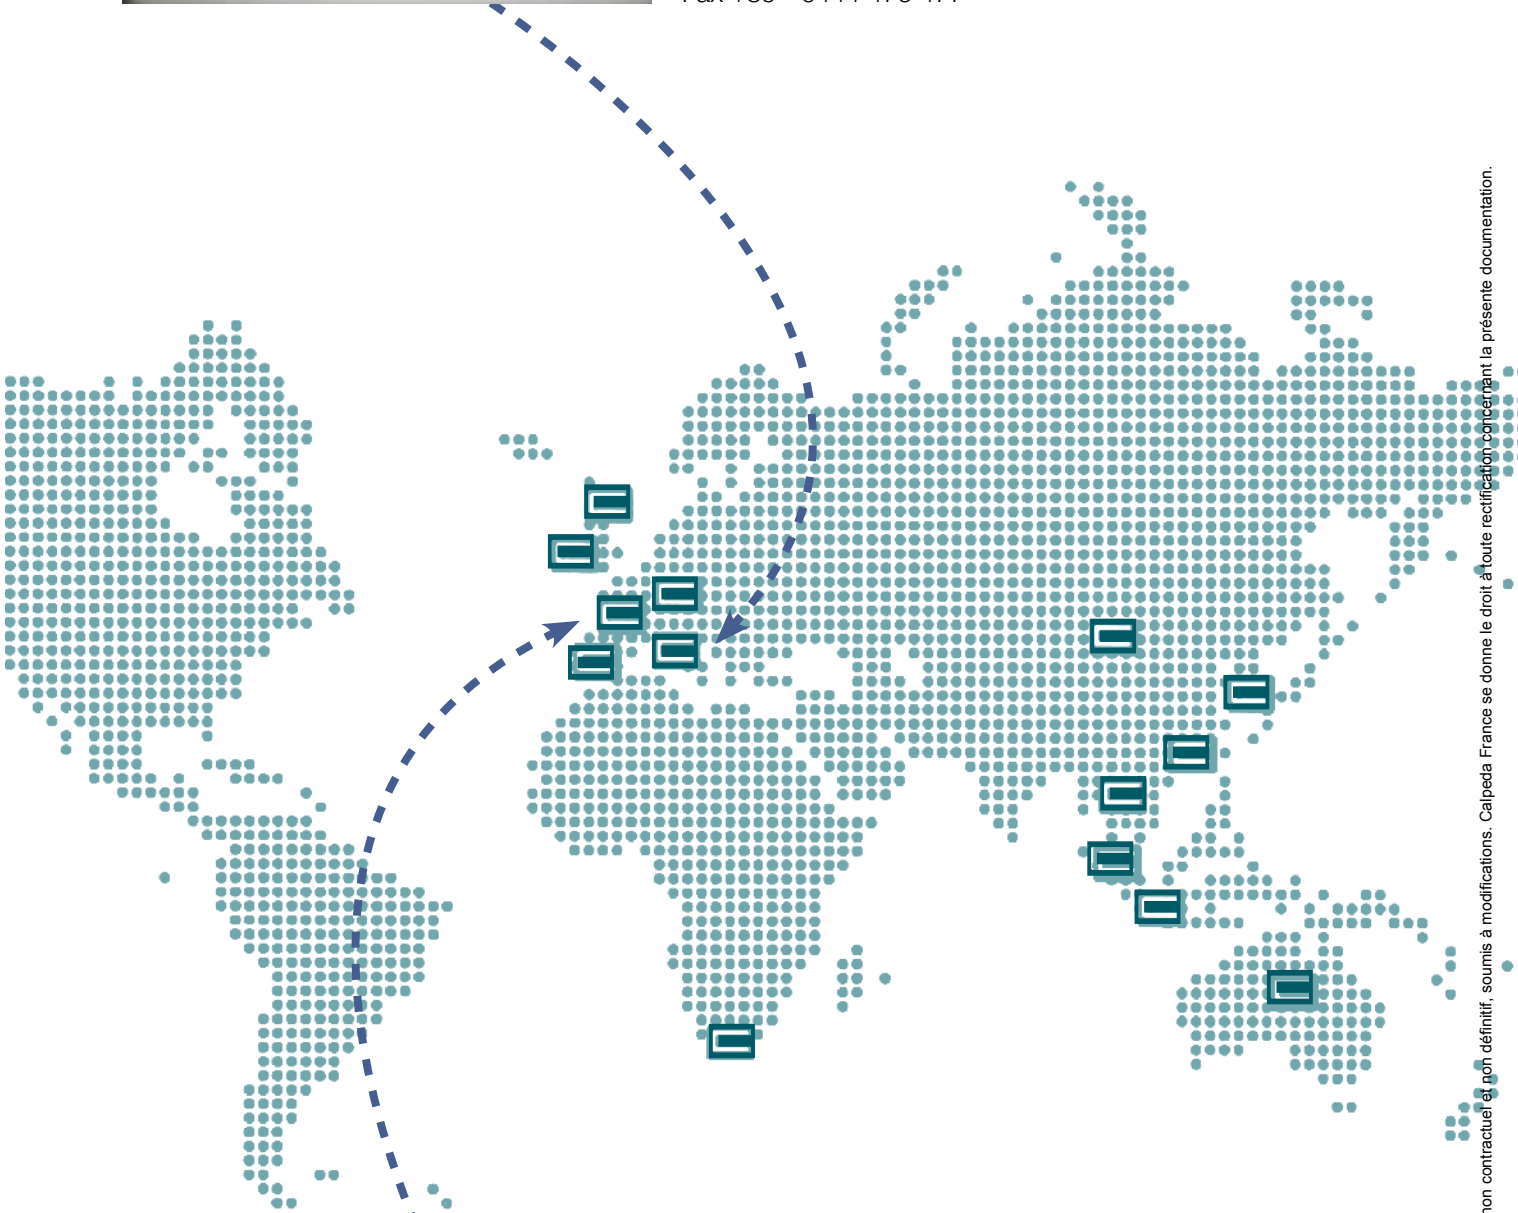 non contractuel et non définitif, soumis à modifications. Calpeda France se donne le droit à toute rectification concernant la présente documentation.